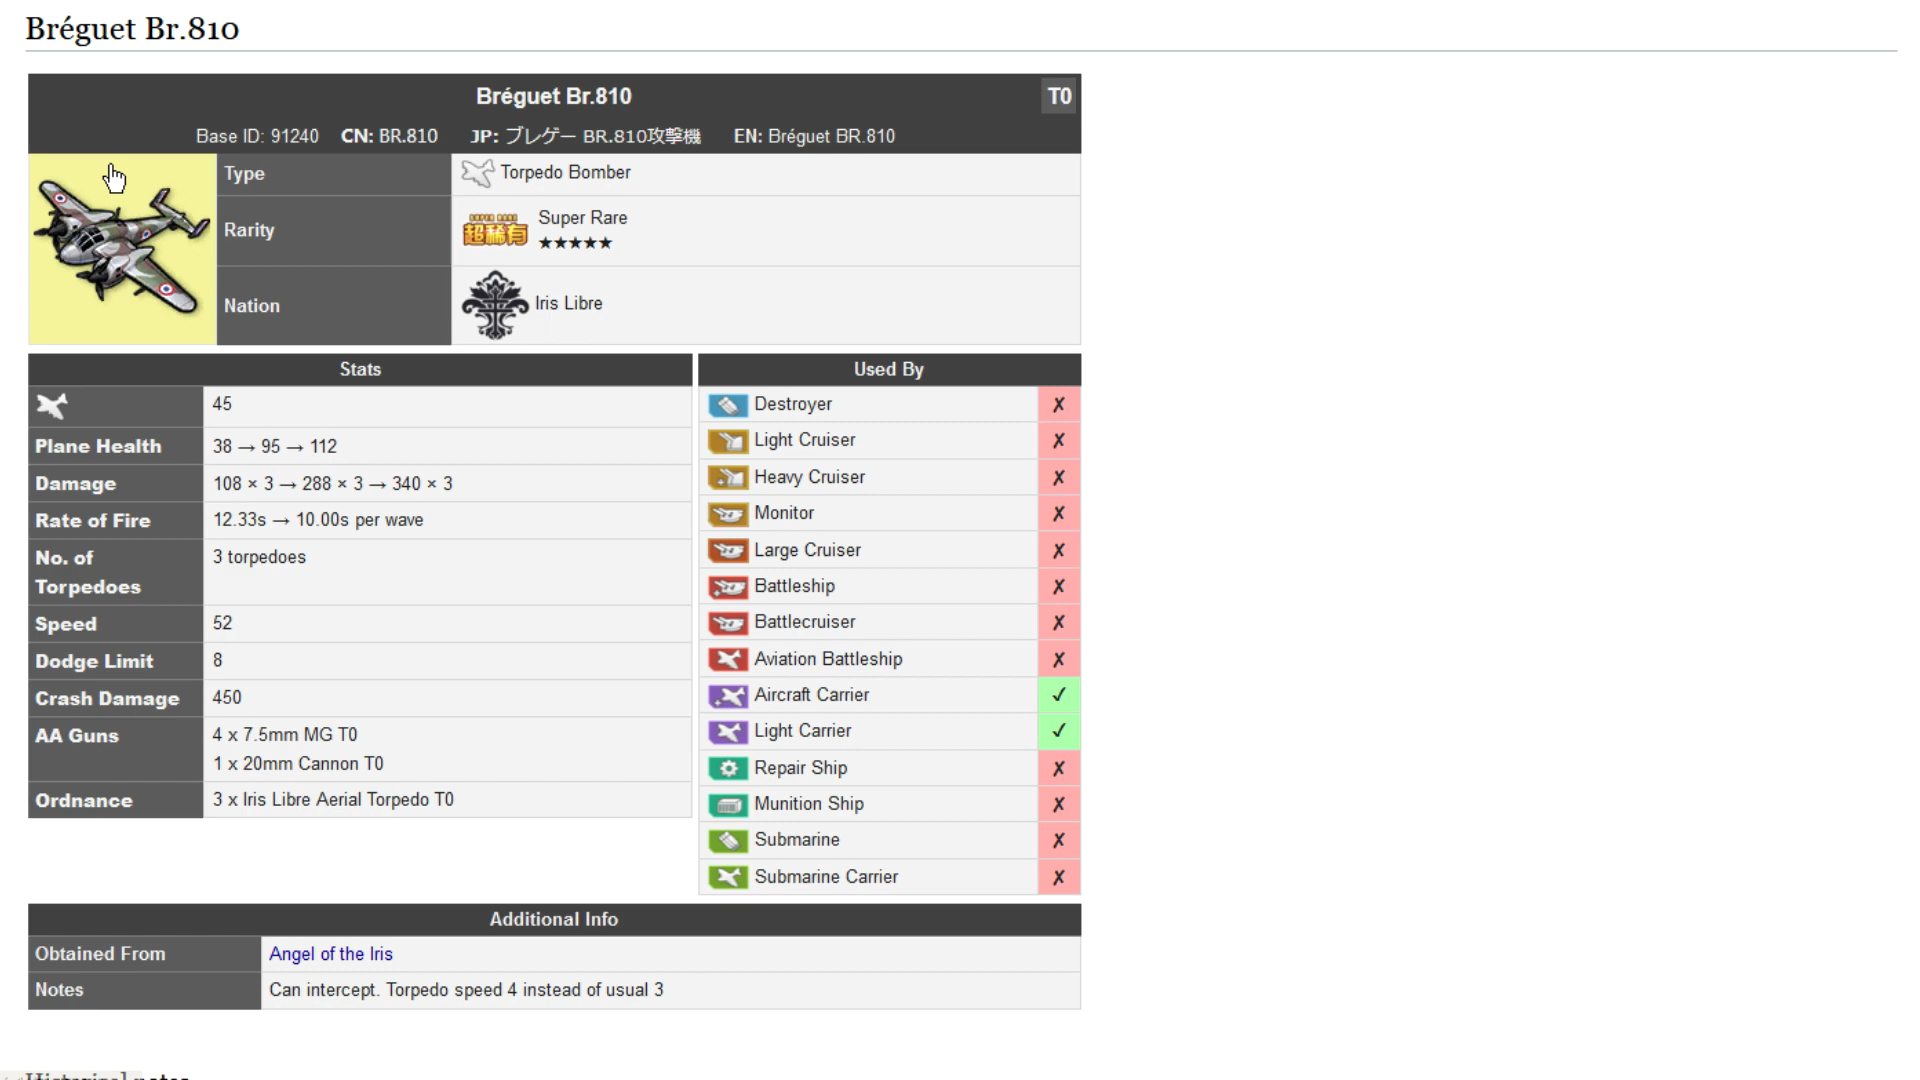 Bréguet Br.810
Bréguet Br.810 T0
Base ID: 91240 CN: BR.810 JP: ブレゲー BR.810攻撃機 EN: Bréguet BR.810
Type Torpedo Bomber
Rarity 超稀有 Super Rare
★★★★★
Nation Iris Libre
Stats
45
Plane Health 38 → 95 → 112
Damage 108 × 3 → 288 × 3 → 340 × 3
Rate of Fire 12.33s → 10.00s per wave
No. of Torpedoes 3 torpedoes
Speed 52
Dodge Limit 8
Crash Damage 450
AA Guns 4 x 7.5mm MG T0
1 x 20mm Cannon T0
Ordnance 3 x Iris Libre Aerial Torpedo T0
Used By
Destroyer ✗
Light Cruiser ✗
Heavy Cruiser ✗
Monitor ✗
Large Cruiser ✗
Battleship ✗
Battlecruiser ✗
Aviation Battleship ✗
Aircraft Carrier ✓
Light Carrier ✓
Repair Ship ✗
Munition Ship ✗
Submarine ✗
Submarine Carrier ✗
Additional Info
Obtained From Angel of the Iris
Notes Can intercept. Torpedo speed 4 instead of usual 3